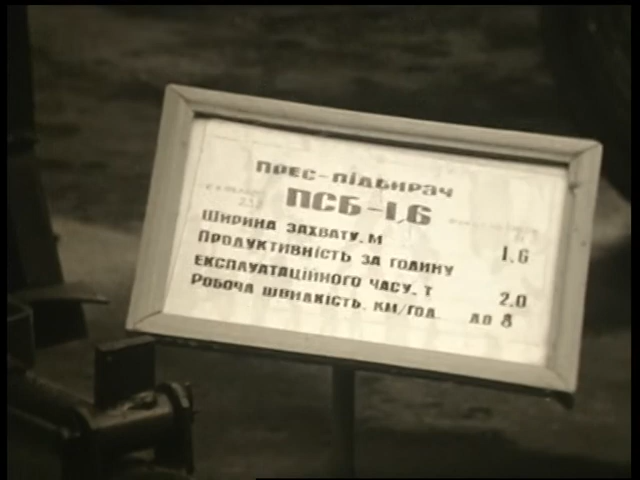 ПРЕС-ПІДБИРАЧ
ПСБ-1,6
ШИРИНА ЗАХВАТУ, М 1,6
ПРОДУКТИВНІСТЬ ЗА ГОДИНУ
ЕКСПЛУАТАЦІЙНОГО ЧАСУ, Т 2,0
РОБОЧА ШВИДКІСТЬ, КМ/ГОД. ДО 8